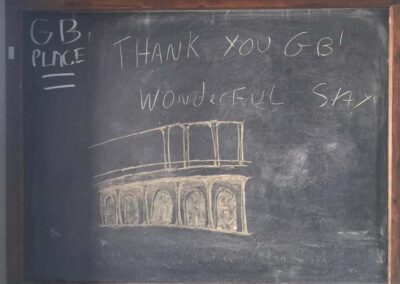 GB'
PLACE
THANK YOU GB'
WONDERFUL STAY